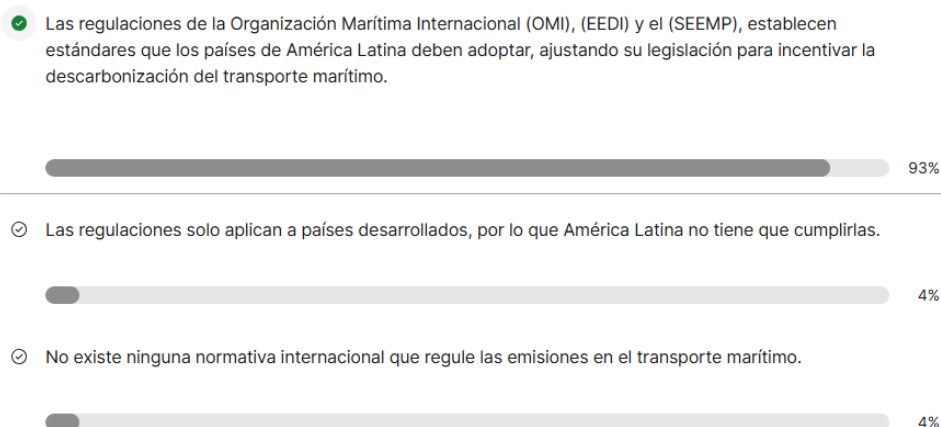 Las regulaciones de la Organización Marítima Internacional (OMI), (EEDI) y el (SEEMP), establecen
estándares que los países de América Latina deben adoptar, ajustando su legislación para incentivar la
descarbonización del transporte marítimo.
93%
Las regulaciones solo aplican a países desarrollados, por lo que América Latina no tiene que cumplirlas.
4%
No existe ninguna normativa internacional que regule las emisiones en el transporte marítimo.
4%